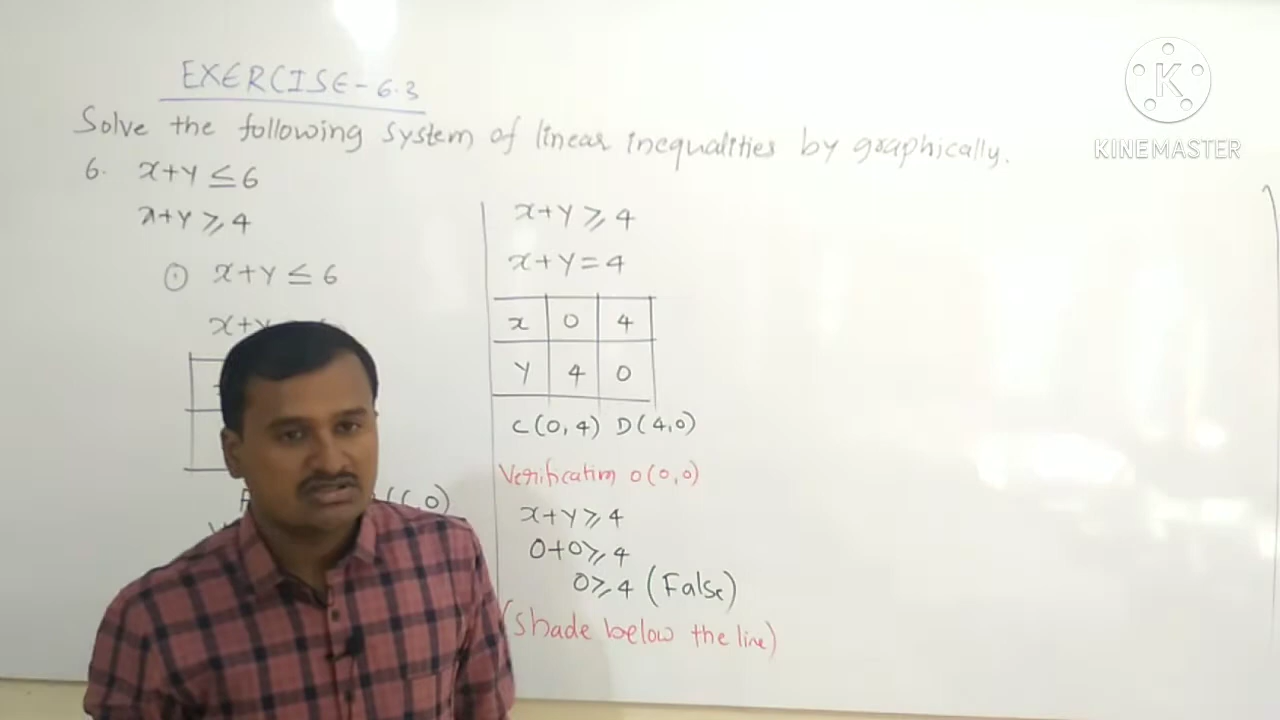 EXERCISE-6.3
Solve the following system of linear inequalities by graphically.
6. x+y ≤ 6
x+y ≥ 4
① x+y ≤ 6
x+y
(6,0)
x+y ≥ 4
x+y = 4
x 0 4
y 4 0
C(0,4) D(4,0)
Verification O(0,0)
x+y ≥ 4
0+0 ≥ 4
0 ≥ 4 (False)
(Shade below the line)
K
KINEMASTER